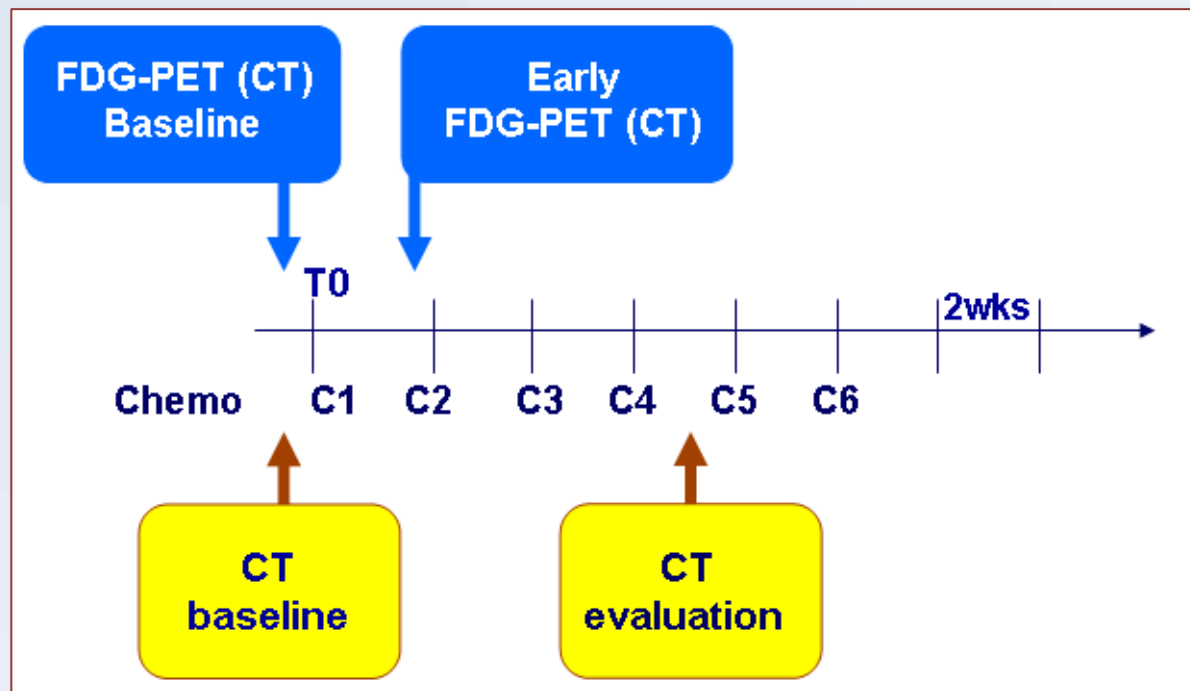 FDG-PET (CT)
Baseline
Early
FDG-PET (CT)
T0
2wks
Chemo C1 C2 C3 C4 C5 C6
CT
baseline
CT
evaluation